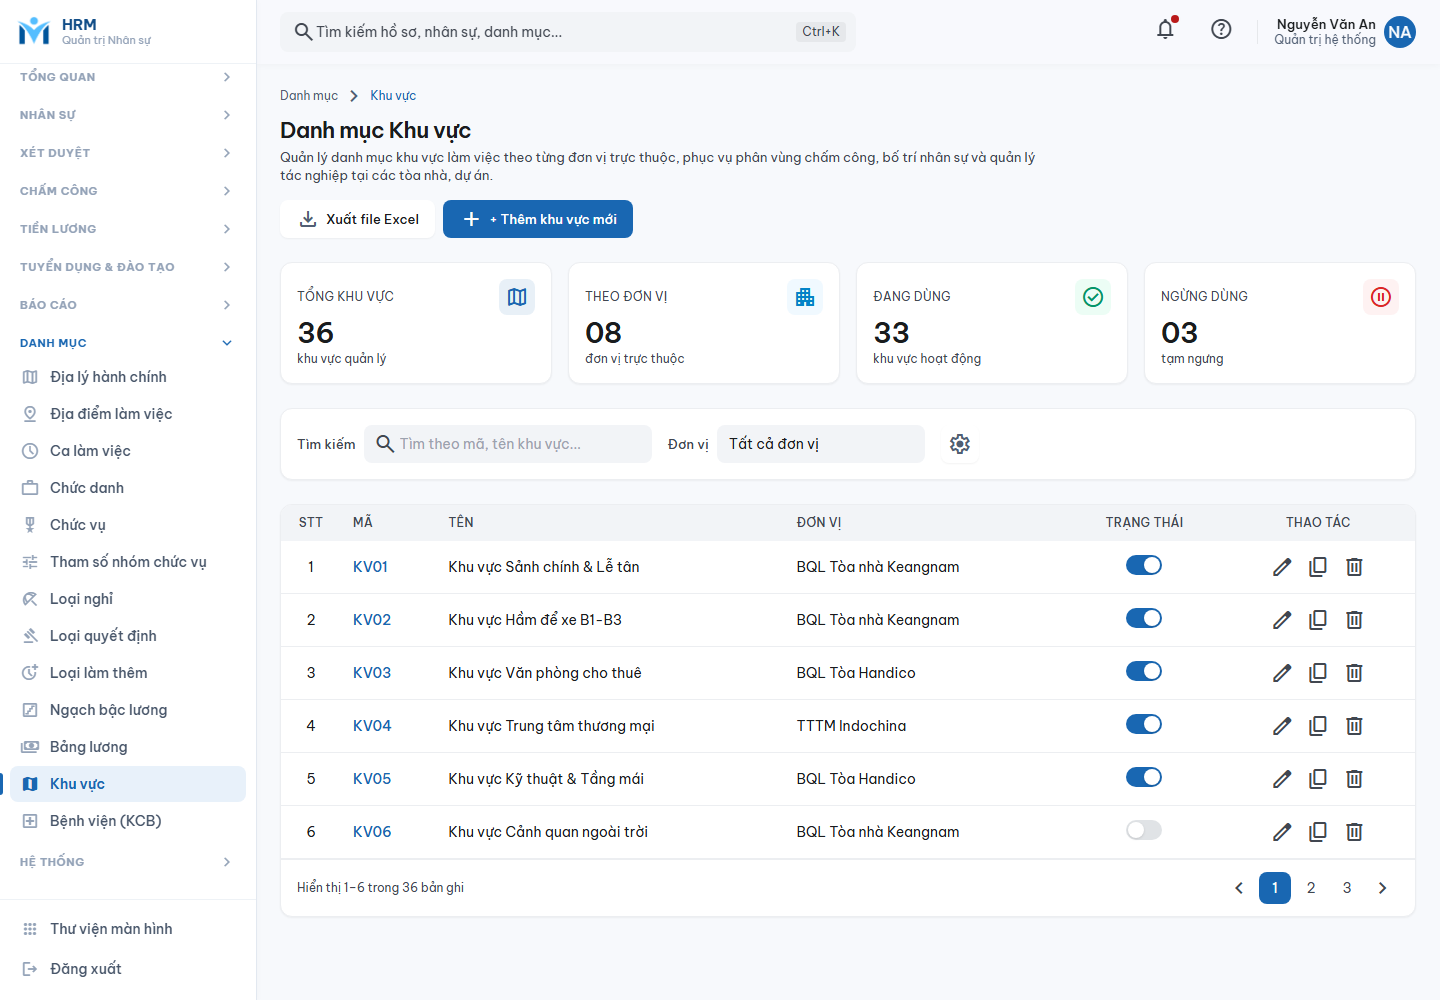 HRM
Quản trị Nhân sự
TỔNG QUAN
NHÂN SỰ
XÉT DUYỆT
CHẤM CÔNG
TIỀN LƯƠNG
TUYỂN DỤNG & ĐÀO TẠO
BÁO CÁO
DANH MỤC
Địa lý hành chính
Địa điểm làm việc
Ca làm việc
Chức danh
Chức vụ
Tham số nhóm chức vụ
Loại nghỉ
Loại quyết định
Loại làm thêm
Ngạch bậc lương
Bảng lương
Khu vực
Bệnh viện (KCB)
HỆ THỐNG
Thư viện màn hình
Đăng xuất
Tìm kiếm hồ sơ, nhân sự, danh mục... Ctrl+K
Nguyễn Văn An
Quản trị hệ thống
NA
Danh mục Khu vực
Danh mục Khu vực
Quản lý danh mục khu vực làm việc theo từng đơn vị trực thuộc, phục vụ phân vùng chấm công, bố trí nhân sự và quản lý
tác nghiệp tại các tòa nhà, dự án.
Xuất file Excel + Thêm khu vực mới
TỔNG KHU VỰC
36
khu vực quản lý
THEO ĐƠN VỊ
08
đơn vị trực thuộc
ĐANG DÙNG
33
khu vực hoạt động
NGỪNG DÙNG
03
tạm ngưng
Tìm kiếm Tìm theo mã, tên khu vực... Đơn vị Tất cả đơn vị
STT MÃ TÊN ĐƠN VỊ TRẠNG THÁI THAO TÁC
1 KV01 Khu vực Sảnh chính & Lễ tân BQL Tòa nhà Keangnam
2 KV02 Khu vực Hầm để xe B1-B3 BQL Tòa nhà Keangnam
3 KV03 Khu vực Văn phòng cho thuê BQL Tòa Handico
4 KV04 Khu vực Trung tâm thương mại TTTM Indochina
5 KV05 Khu vực Kỹ thuật & Tầng mái BQL Tòa Handico
6 KV06 Khu vực Cảnh quan ngoài trời BQL Tòa nhà Keangnam
Hiển thị 1–6 trong 36 bản ghi 1 2 3